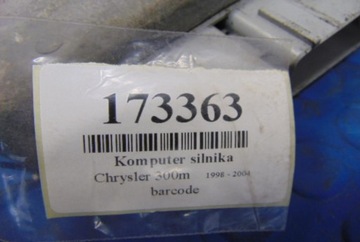 173363
Komputer silnika
Chrysler 300m 1998 - 2004
barcode